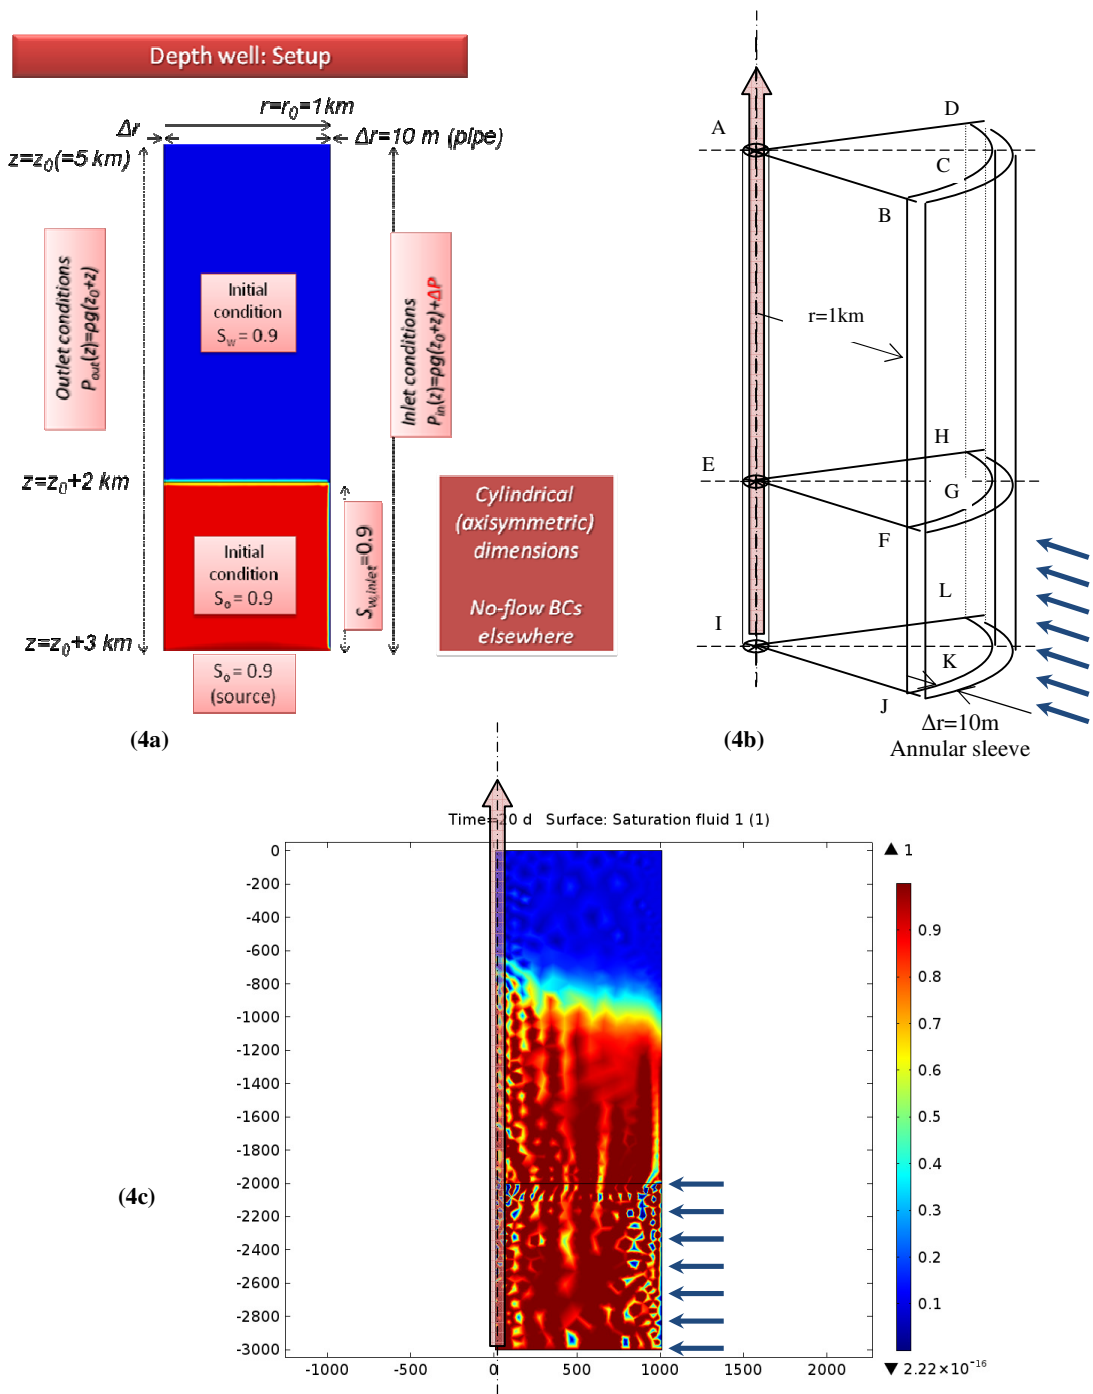 Depth well: Setup
r=r0=1km
Δr
Δr=10 m (pipe)
z=z0(=5 km)
Outlet conditions
Pout(z)=ρg(z0+z)
Initial
condition
Sw = 0.9
Inlet conditions
Pin(z)=ρg(z0+z)+ΔP
z=z0+2 km
Initial
condition
So = 0.9
Sw,inlet=0.9
z=z0+3 km
So = 0.9
(source)
Cylindrical
(axisymmetric)
dimensions
No-flow BCs
elsewhere
(4a)
A
D
C
B
r=1km
E
H
G
F
L
I
K
J
Δr=10m
Annular sleeve
(4b)
Time=20 d Surface: Saturation fluid 1 (1)
0
-200
-400
-600
-800
-1000
-1200
-1400
-1600
-1800
-2000
-2200
-2400
-2600
-2800
-3000
-1000
-500
0
500
1000
1500
2000
▲ 1
0.9
0.8
0.7
0.6
0.5
0.4
0.3
0.2
0.1
▼ 2.22×10⁻¹⁶
(4c)